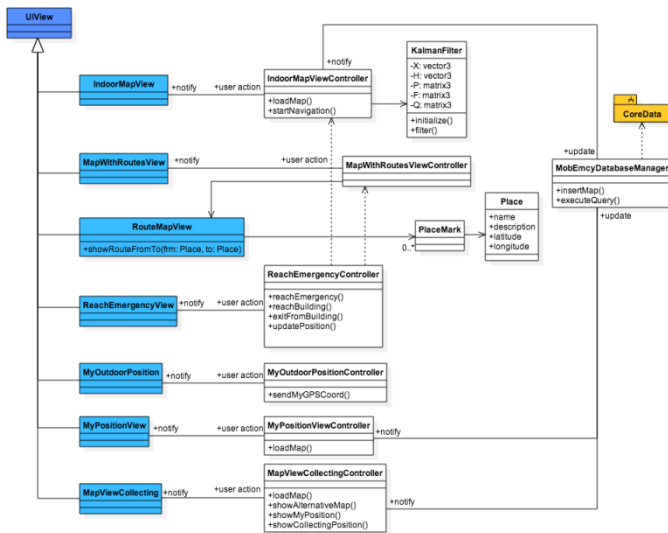 UIView
+notify
KalmanFilter
-X: vector3
-H: vector3
-P: matrix3
-F: matrix3
-Q: matrix3
+initialize()
+filter()
IndoorMapView
+notify
+user action
IndoorMapViewController
+loadMap()
+startNavigation()
CoreData
MapWithRoutesView
+notify
+user action
MapWithRoutesViewController
+update
MobEmcyDatabaseManager
+insertMap()
+executeQuery()
+update
RouteMapView
+showRouteFromTo(frm: Place, to: Place)
PlaceMark
0..*
Place
+name
+description
+latitude
+longitude
ReachEmergencyView
+notify
+user action
ReachEmergencyController
+reachEmergency()
+reachBuilding()
+exitFromBuilding()
+updatePosition()
MyOutdoorPosition
+notify
+user action
MyOutdoorPositionController
+sendMyGPSCoord()
MyPositionView
+notify
+user action
MyPositionViewController
+loadMap()
+notify
MapViewCollecting
+notify
+user action
MapViewCollectingController
+loadMap()
+showAlternativeMap()
+showMyPosition()
+showCollectingPosition()
+notify